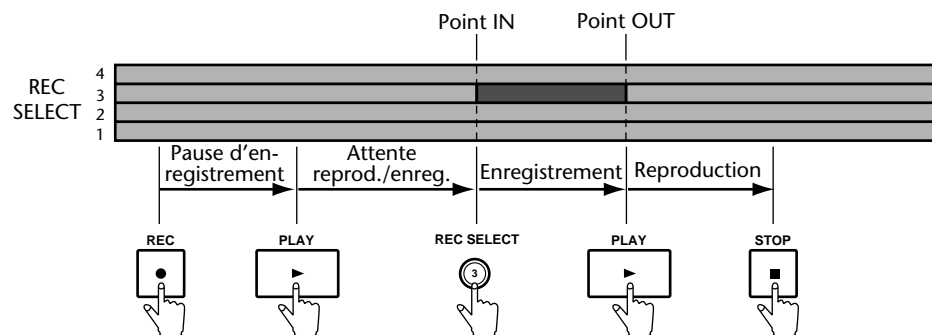 Point IN Point OUT
4
REC SELECT 3
2
1
Pause d'en-
registrement
Attente
reprod./enreg.
Enregistrement
Reproduction
REC PLAY REC SELECT PLAY STOP
3